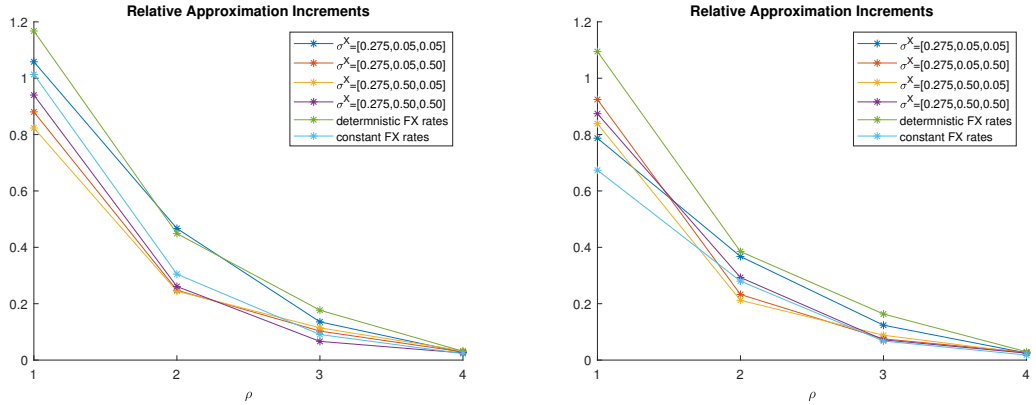 Relative Approximation Increments
1.2
1
0.8
0.6
0.4
0.2
0
1 2 3 4
ρ
σX=[0.275,0.05,0.05]
σX=[0.275,0.05,0.50]
σX=[0.275,0.50,0.05]
σX=[0.275,0.50,0.50]
determnistic FX rates
constant FX rates
Relative Approximation Increments
1.2
1
0.8
0.6
0.4
0.2
0
1 2 3 4
ρ
σX=[0.275,0.05,0.05]
σX=[0.275,0.05,0.50]
σX=[0.275,0.50,0.05]
σX=[0.275,0.50,0.50]
determnistic FX rates
constant FX rates